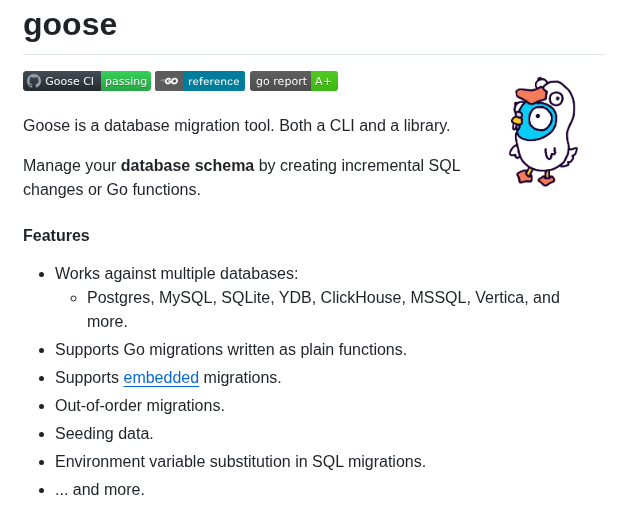 goose
Goose CI passing GO reference go report A+
Goose is a database migration tool. Both a CLI and a library.
Manage your database schema by creating incremental SQL
changes or Go functions.
Features
Works against multiple databases:
Postgres, MySQL, SQLite, YDB, ClickHouse, MSSQL, Vertica, and
more.
Supports Go migrations written as plain functions.
Supports embedded migrations.
Out-of-order migrations.
Seeding data.
Environment variable substitution in SQL migrations.
... and more.